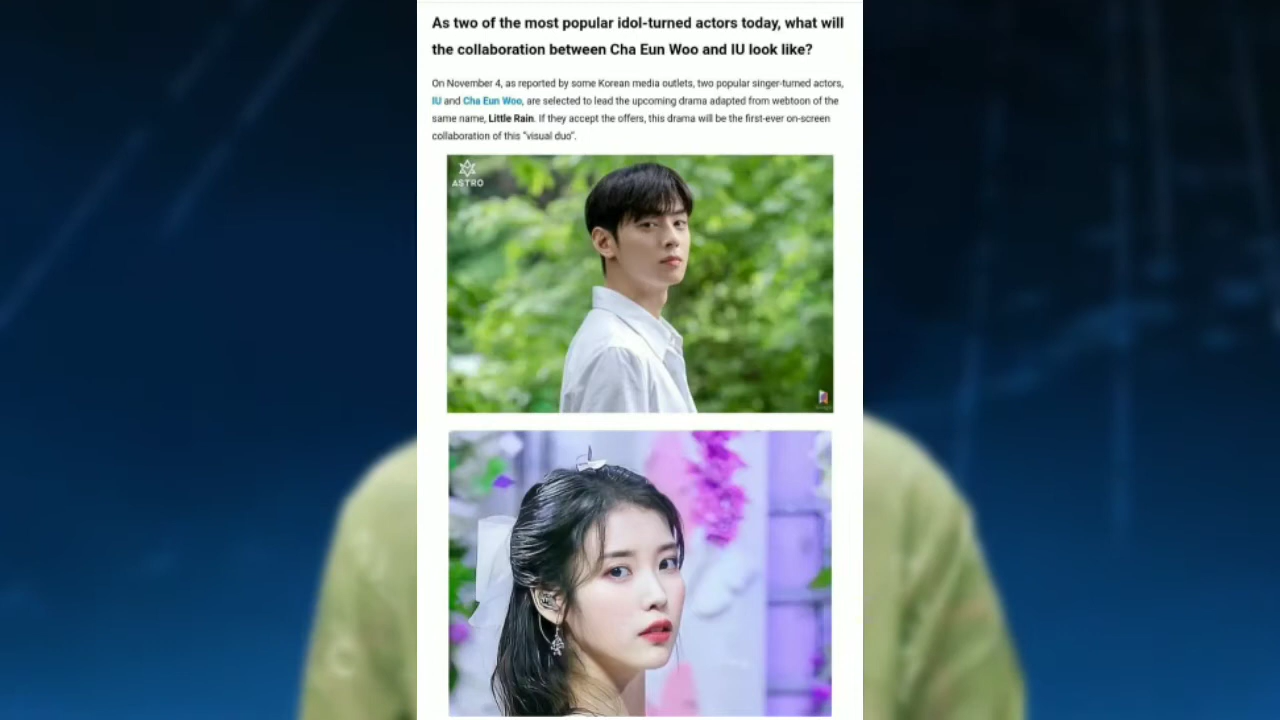 As two of the most popular idol-turned actors today, what will
the collaboration between Cha Eun Woo and IU look like?
On November 4, as reported by some Korean media outlets, two popular singer-turned actors,
IU and Cha Eun Woo, are selected to lead the upcoming drama adapted from webtoon of the
same name, Little Rain. If they accept the offers, this drama will be the first-ever on-screen
collaboration of this “visual duo”.
ASTRO